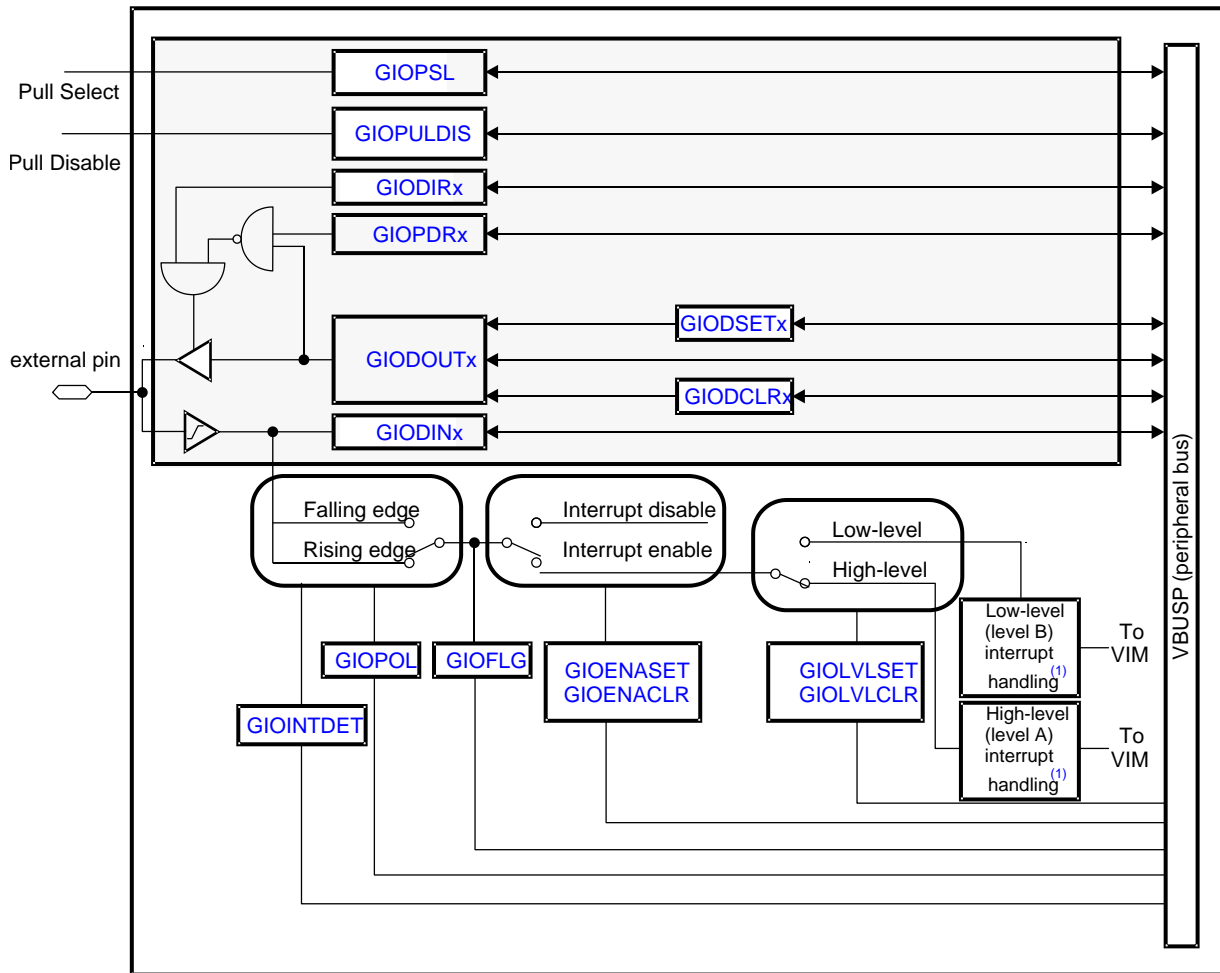 GIOPSL
Pull Select
GIOPULDIS
Pull Disable
GIODIRx
GIOPDRx
GIODSETx
external pin
GIODOUTx
GIODCLRx
GIODINx
VBUSP (peripheral bus)
Falling edge
Rising edge
Interrupt disable
Interrupt enable
Low-level
High-level
GIOPOL
GIOFLG
GIOENASET
GIOENACLR
GIOLVLSET
GIOLVLCLR
Low-level
(level B)
interrupt
handling(1)
To
VIM
GIOINTDET
High-level
(level A)
interrupt
handling(1)
To
VIM